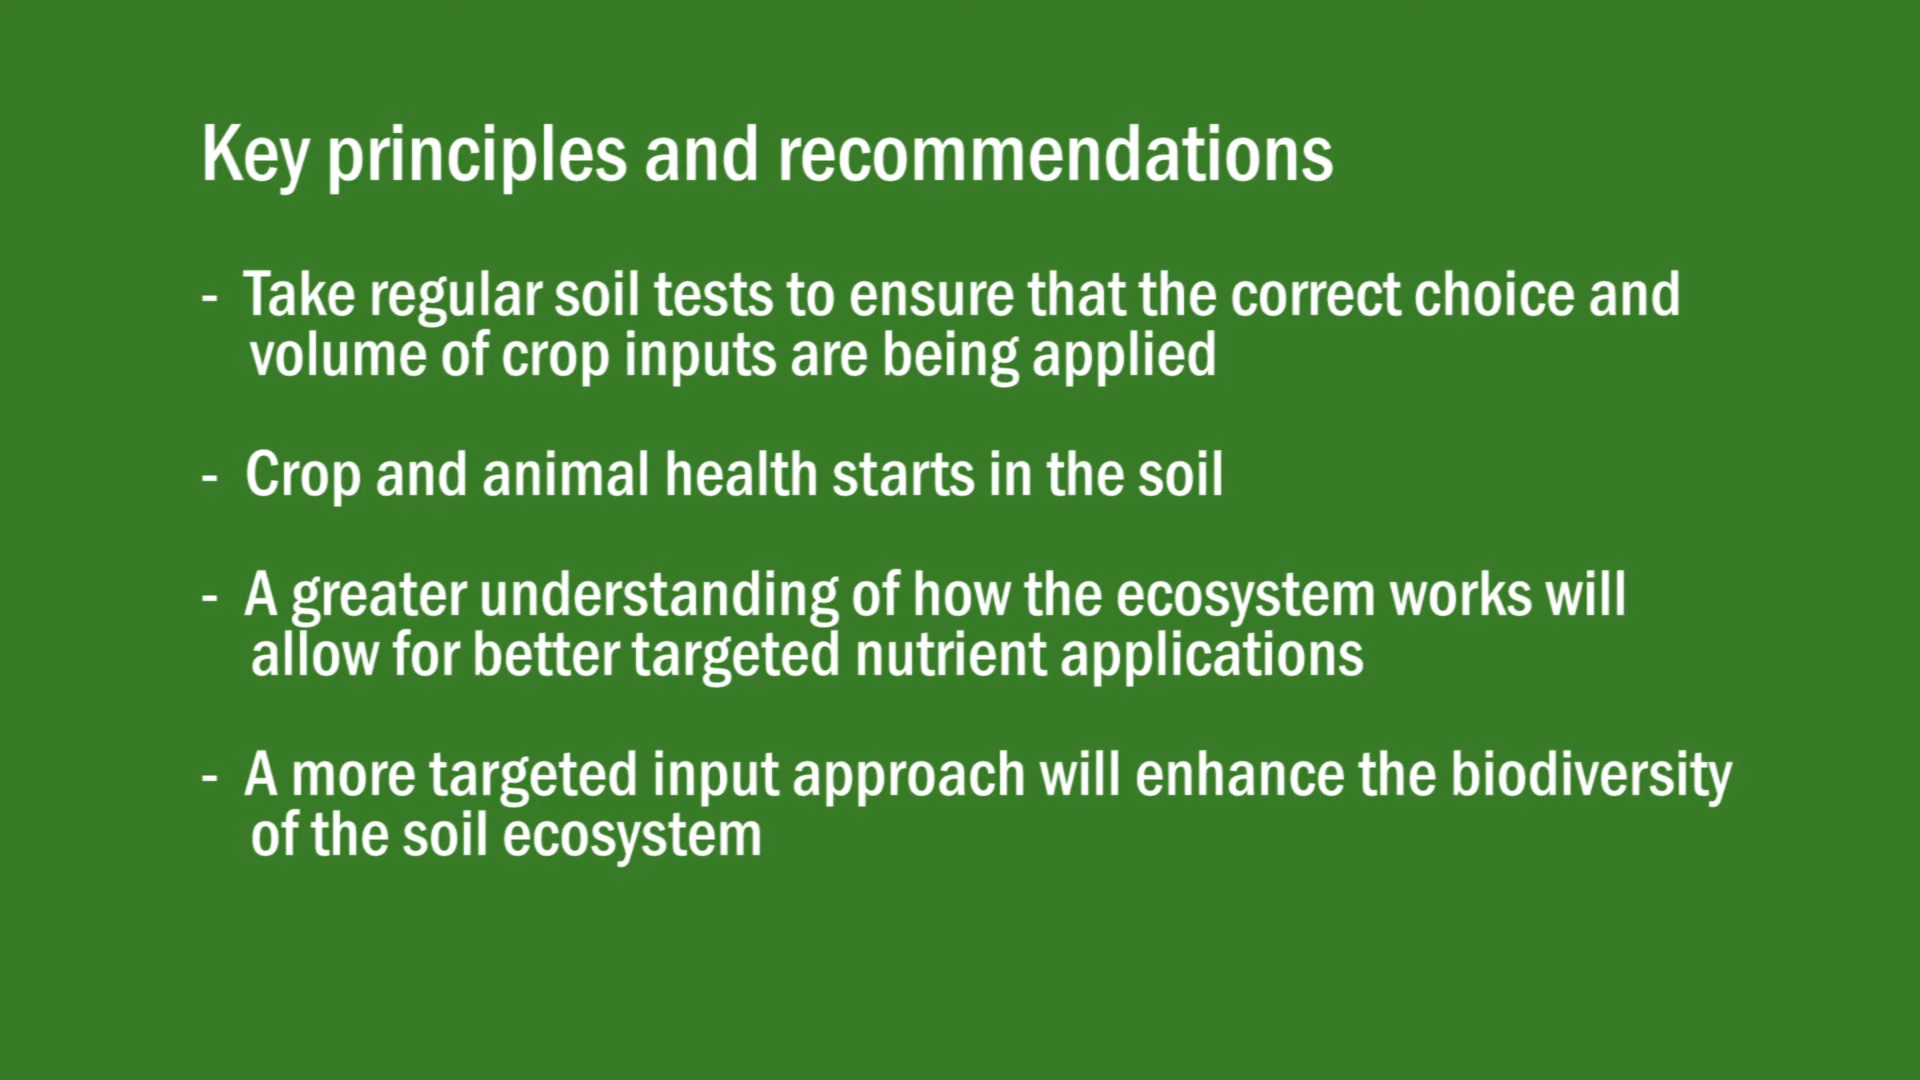 Key principles and recommendations
- Take regular soil tests to ensure that the correct choice and
volume of crop inputs are being applied
- Crop and animal health starts in the soil
- A greater understanding of how the ecosystem works will
allow for better targeted nutrient applications
- A more targeted input approach will enhance the biodiversity
of the soil ecosystem